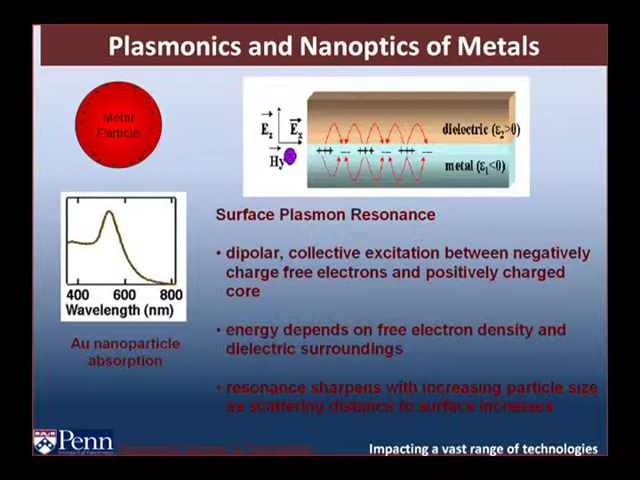 Plasmonics and Nanoptics of Metals
Metal
Particle
E_z
E_x
Hy
dielectric (ε₂>0)
+++ --- +++ --- +++ ---
metal (ε₁<0)
Surface Plasmon Resonance
• dipolar, collective excitation between negatively
charge free electrons and positively charged
core
400 600 800
Wavelength (nm)
• energy depends on free electron density and
dielectric surroundings
Au nanoparticle
absorption
• resonance sharpens with increasing particle size
as scattering distance to surface increases
Penn
Impacting a vast range of technologies